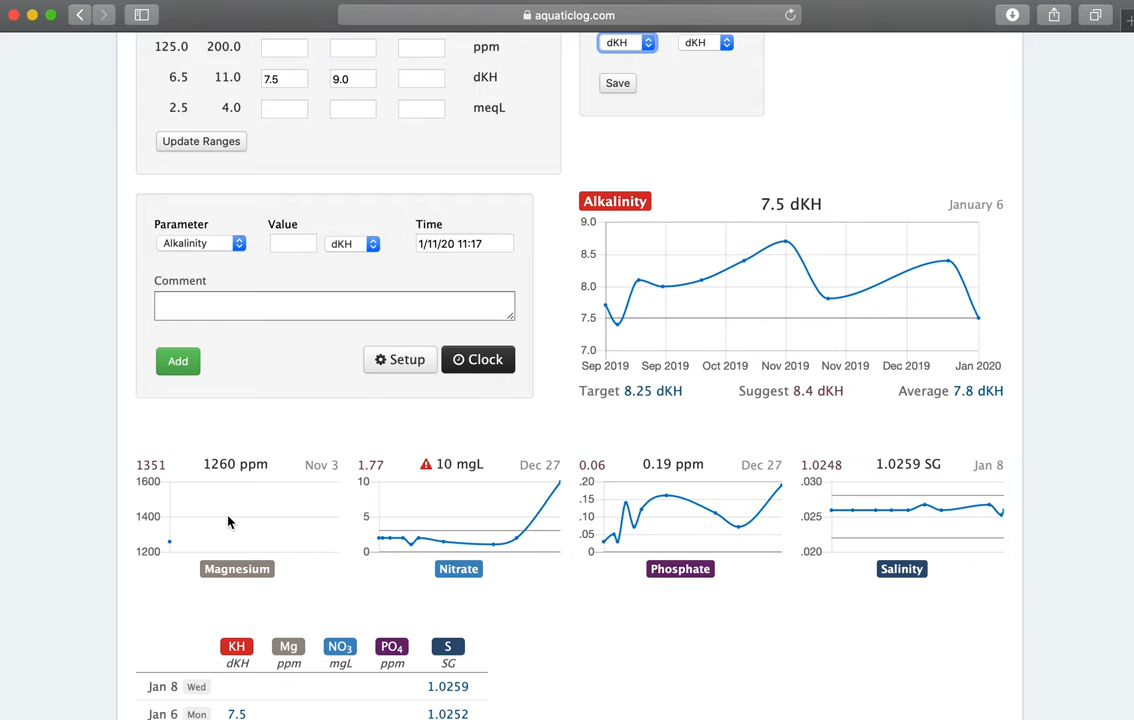 aquaticlog.com
125.0 200.0 ppm
6.5 11.0 7.5 9.0 dKH
2.5 4.0 meqL
Update Ranges
dKH dKH
Save
Parameter Value Time
Alkalinity dKH 1/11/20 11:17
Comment
Add Setup Clock
Alkalinity 7.5 dKH January 6
9.0
8.5
8.0
7.5
7.0
Sep 2019 Sep 2019 Oct 2019 Nov 2019 Nov 2019 Dec 2019 Jan 2020
Target 8.25 dKH Suggest 8.4 dKH Average 7.8 dKH
1351 1260 ppm Nov 3
1600
1400
1200
Magnesium
1.77 10 mgL Dec 27
10
5
0
Nitrate
0.06 0.19 ppm Dec 27
.20
.15
.10
.05
0
Phosphate
1.0248 1.0259 SG Jan 8
.030
.025
.020
Salinity
KH Mg NO3 PO4 S
dKH ppm mgL ppm SG
Jan 8 Wed 1.0259
Jan 6 Mon 7.5 1.0252